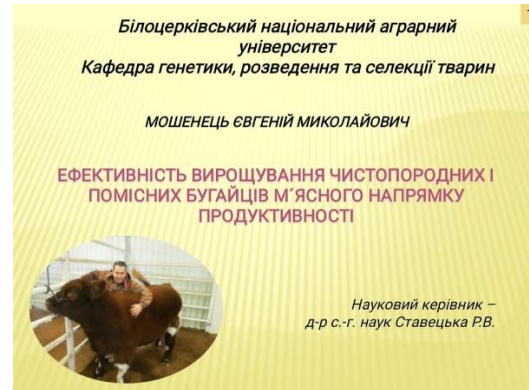 Білоцерківський національний аграрний
університет
Кафедра генетики, розведення та селекції тварин
МОШЕНЕЦЬ ЄВГЕНІЙ МИКОЛАЙОВИЧ
ЕФЕКТИВНІСТЬ ВИРОЩУВАННЯ ЧИСТОПОРОДНИХ І
ПОМІСНИХ БУГАЙЦІВ М´ЯСНОГО НАПРЯМКУ
ПРОДУКТИВНОСТІ
Науковий керівник –
д-р с.-г. наук Ставецька Р.В.